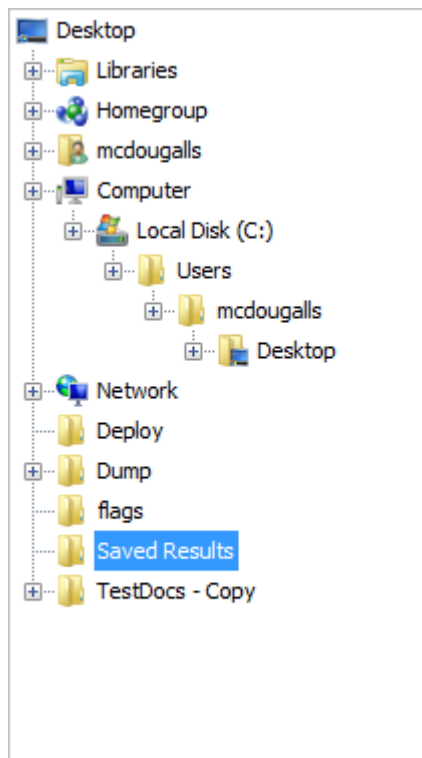 Desktop
Libraries
Homegroup
mcdougalls
Computer
Local Disk (C:)
Users
mcdougalls
Desktop
Network
Deploy
Dump
flags
Saved Results
TestDocs - Copy